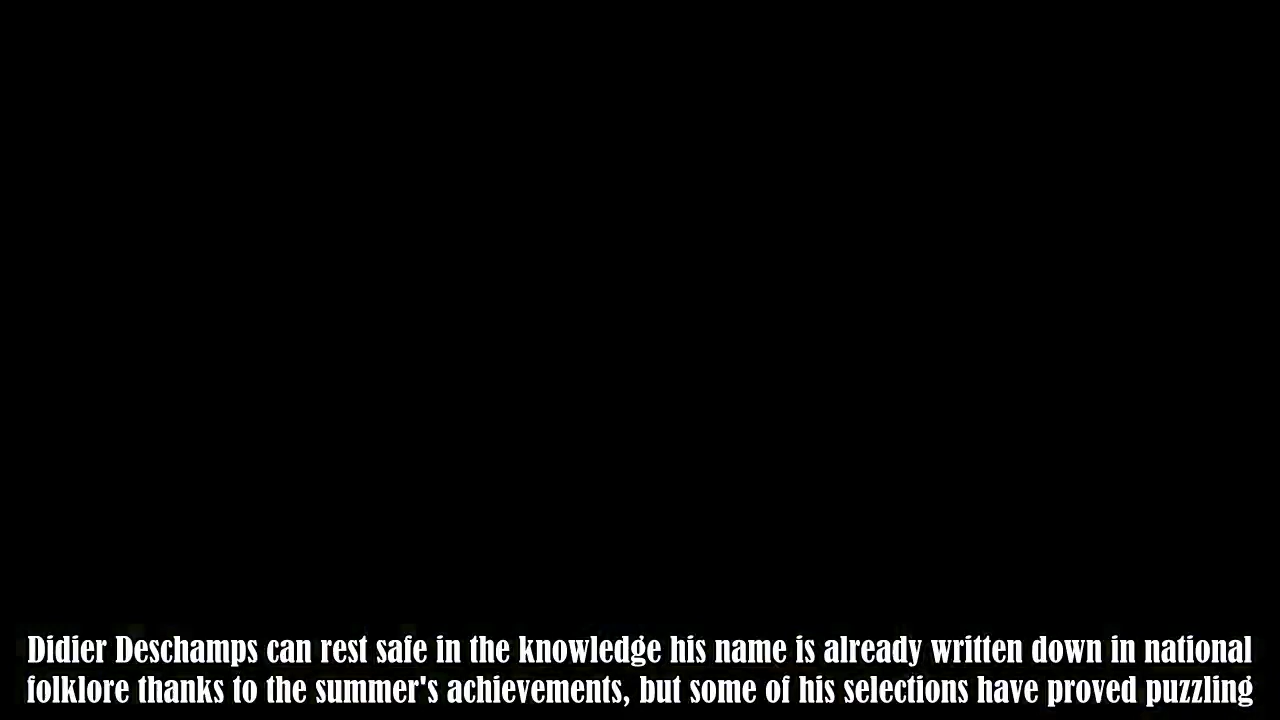 Didier Deschamps can rest safe in the knowledge his name is already written down in national
folklore thanks to the summer's achievements, but some of his selections have proved puzzling